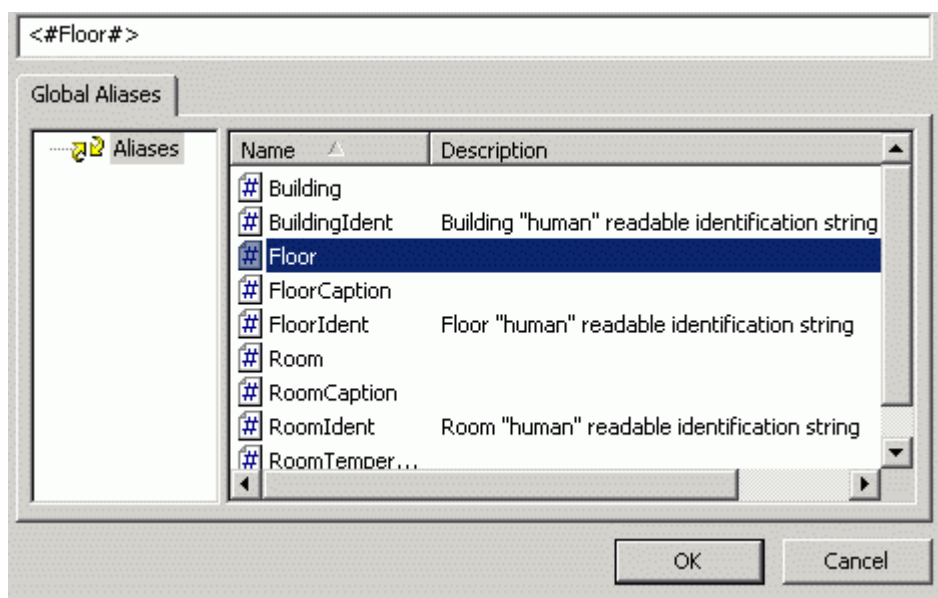 <#Floor#>
Global Aliases
Aliases
Name Description
Building
BuildingIdent Building "human" readable identification string
Floor
FloorCaption
FloorIdent Floor "human" readable identification string
Room
RoomCaption
RoomIdent Room "human" readable identification string
RoomTemper...
OK Cancel